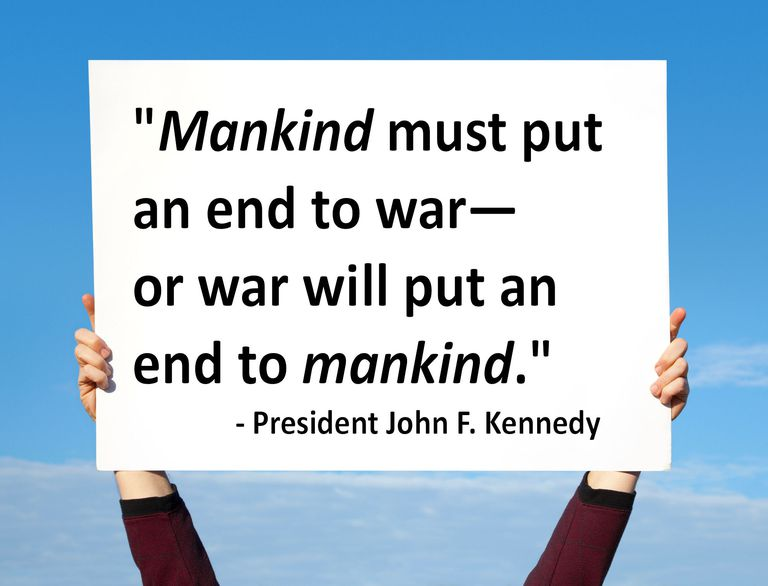 "Mankind must put
an end to war—
or war will put an
end to mankind."
- President John F. Kennedy